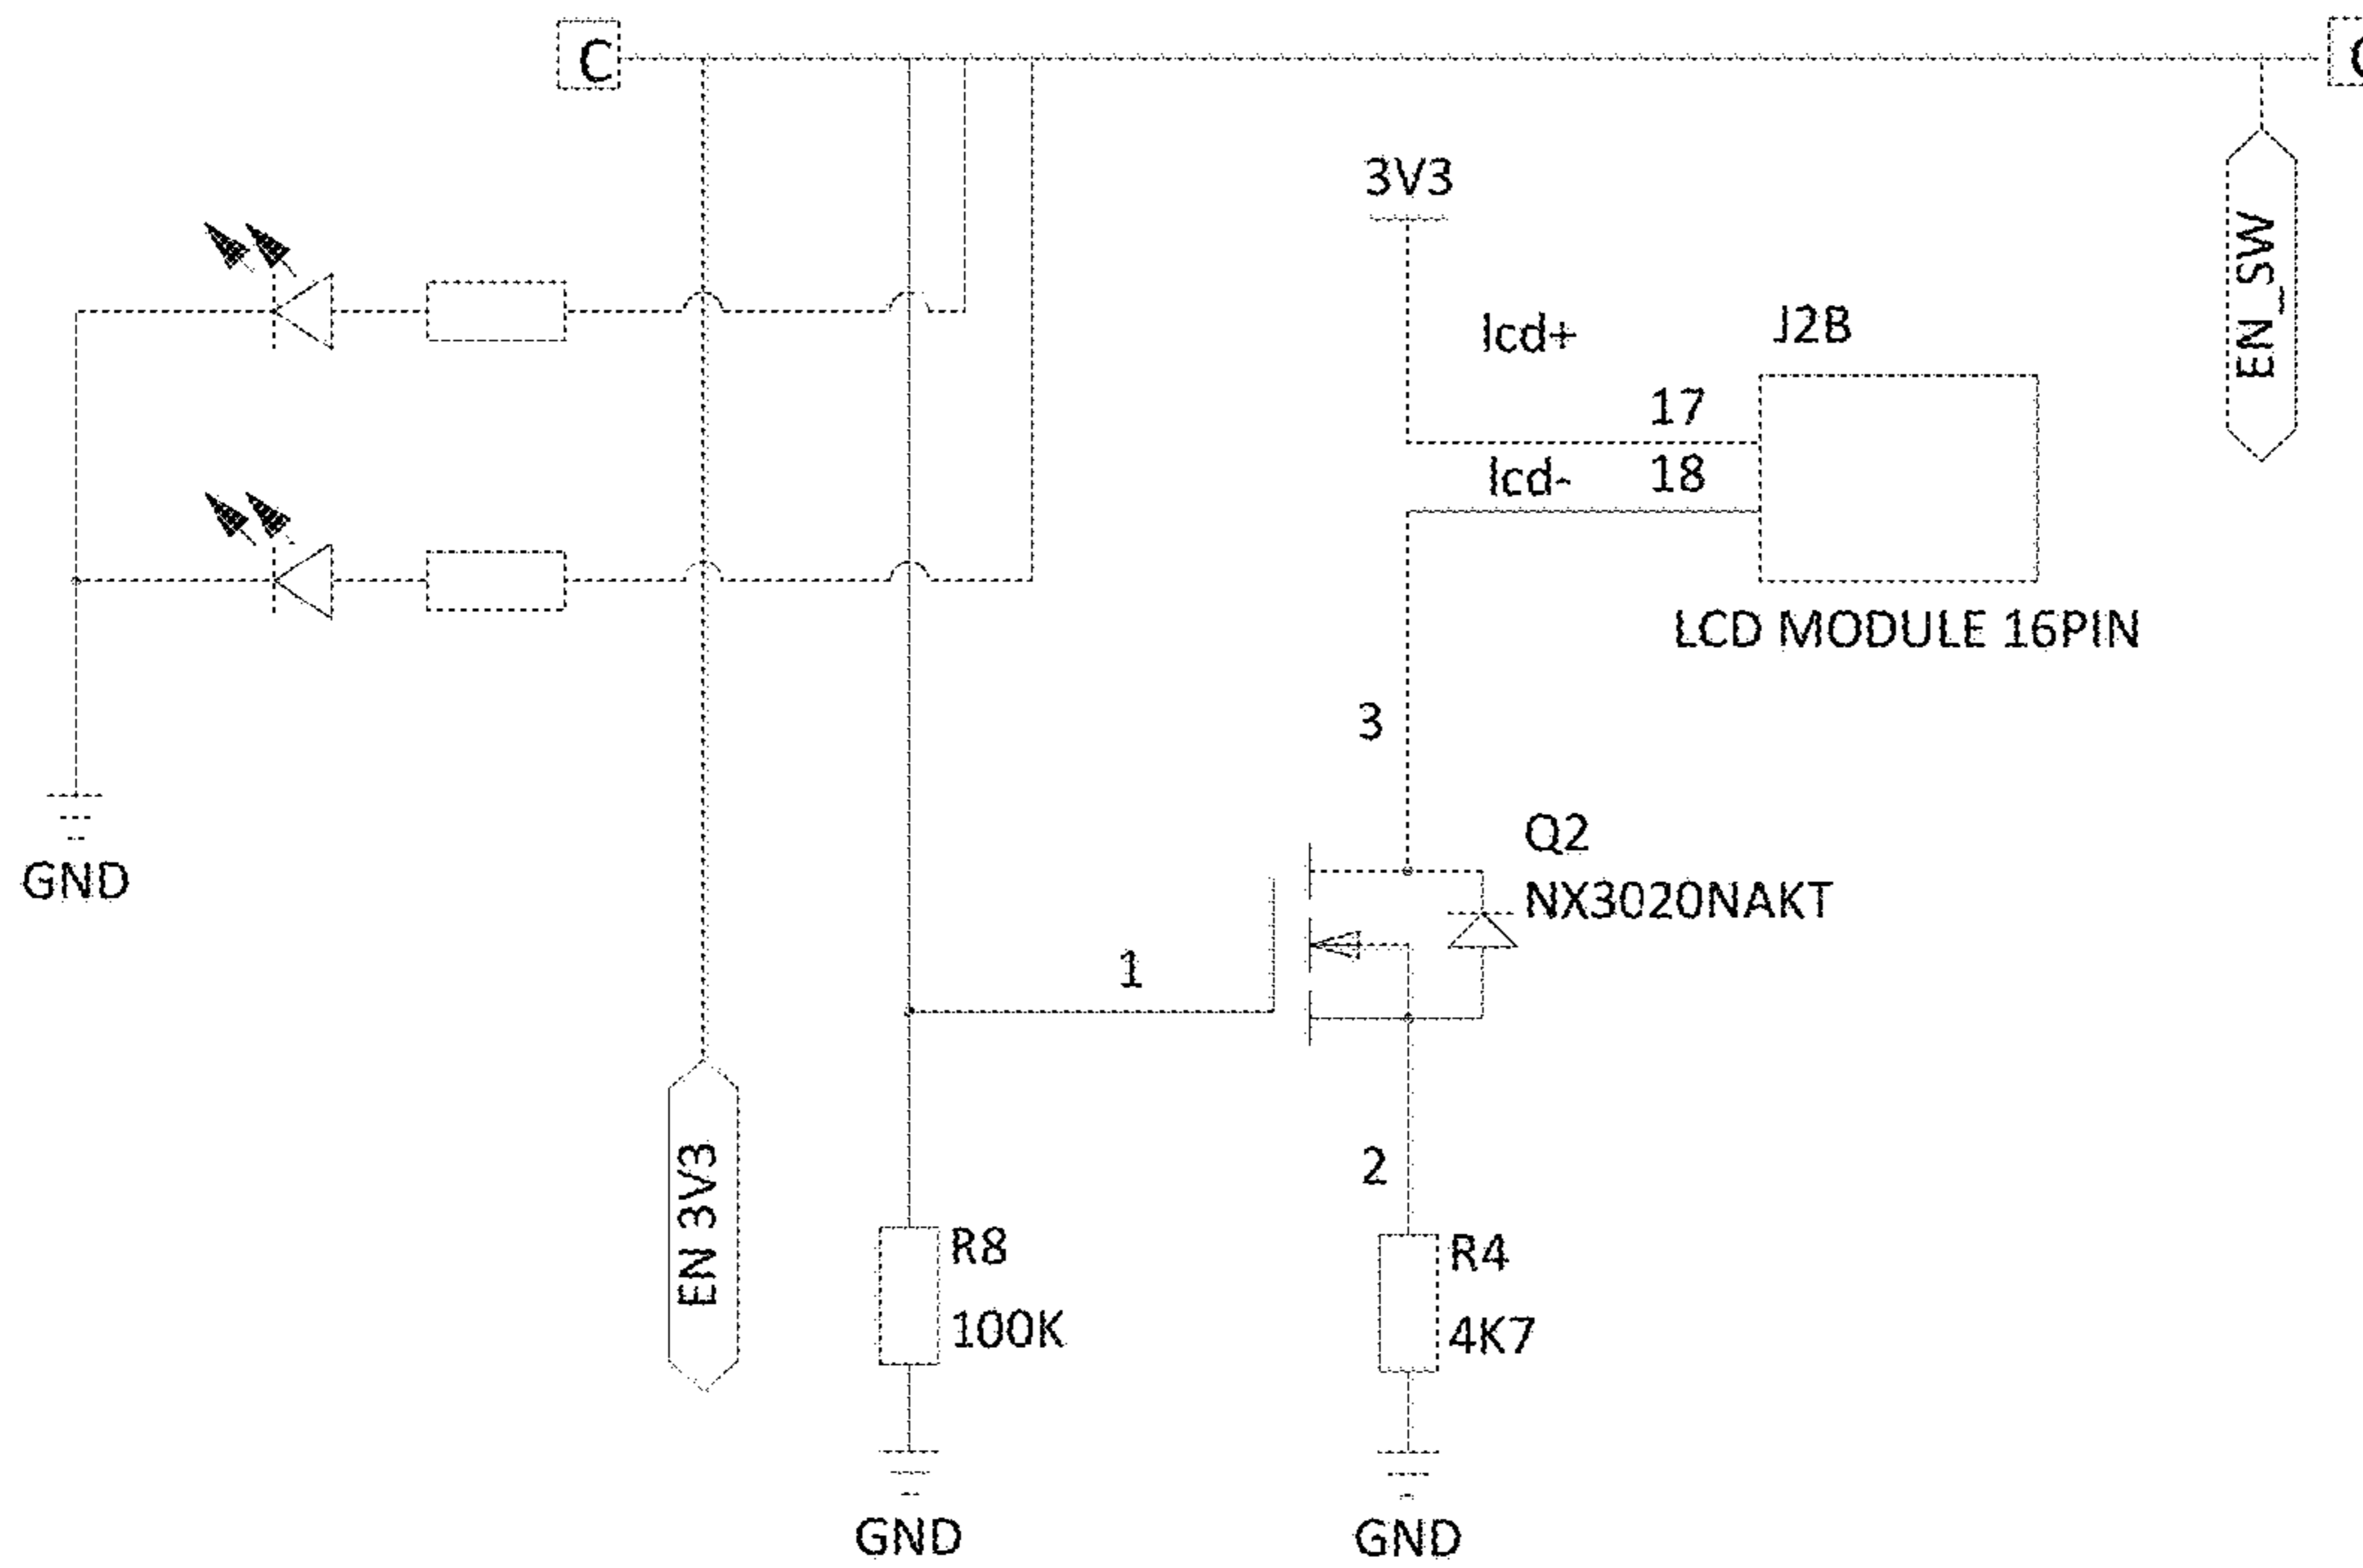 C
3V3
lcd+
J2B
17
lcd-
18
EN_SW
LCD MODULE 16PIN
3
GND
Q2
NX3020NAKT
1
EN 3V3
2
R8
100K
R4
4K7
GND
GND